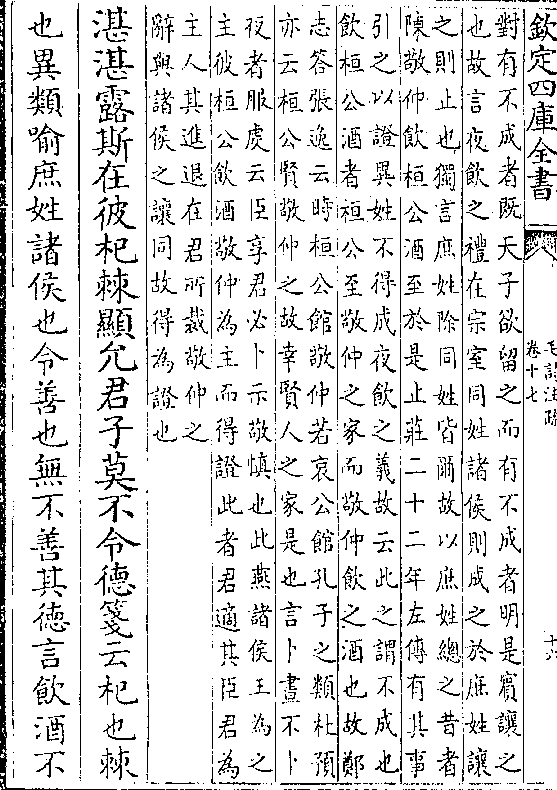 欽定四庫全書
毛詩注疏
卷十七
十六
對有不成者既天子欲留之而有不成者明是賓讓之
也故言夜飲之禮在宗室同姓諸侯則成之於庶姓讓
之則止也獨言庶姓除同姓皆爾故以庶姓總之昔者
陳敬仲飲桓公酒至於是止莊二十二年左傳有其事
引之以證異姓不得成夜飲之義故云此之謂不成也
飲桓公酒者桓公至敬仲之家而敬仲飲之酒也故鄭
志答張逸云時桓公館敬仲若哀公館孔子之類杜預
亦云桓公賢敬仲之故幸賢人之家是也言卜晝不卜
夜者服虔云臣享君必卜示敬慎也此燕諸侯王為之
主彼桓公飲酒敬仲為主而得證此者君適其臣君為
主人其進退在君所裁敬仲之
辭與諸侯之讓同故得為證也
湛湛露斯在彼杞棘顯允君子莫不令德箋云杞也棘
也異類喻庶姓諸侯也令善也無不善其徳言飲酒不